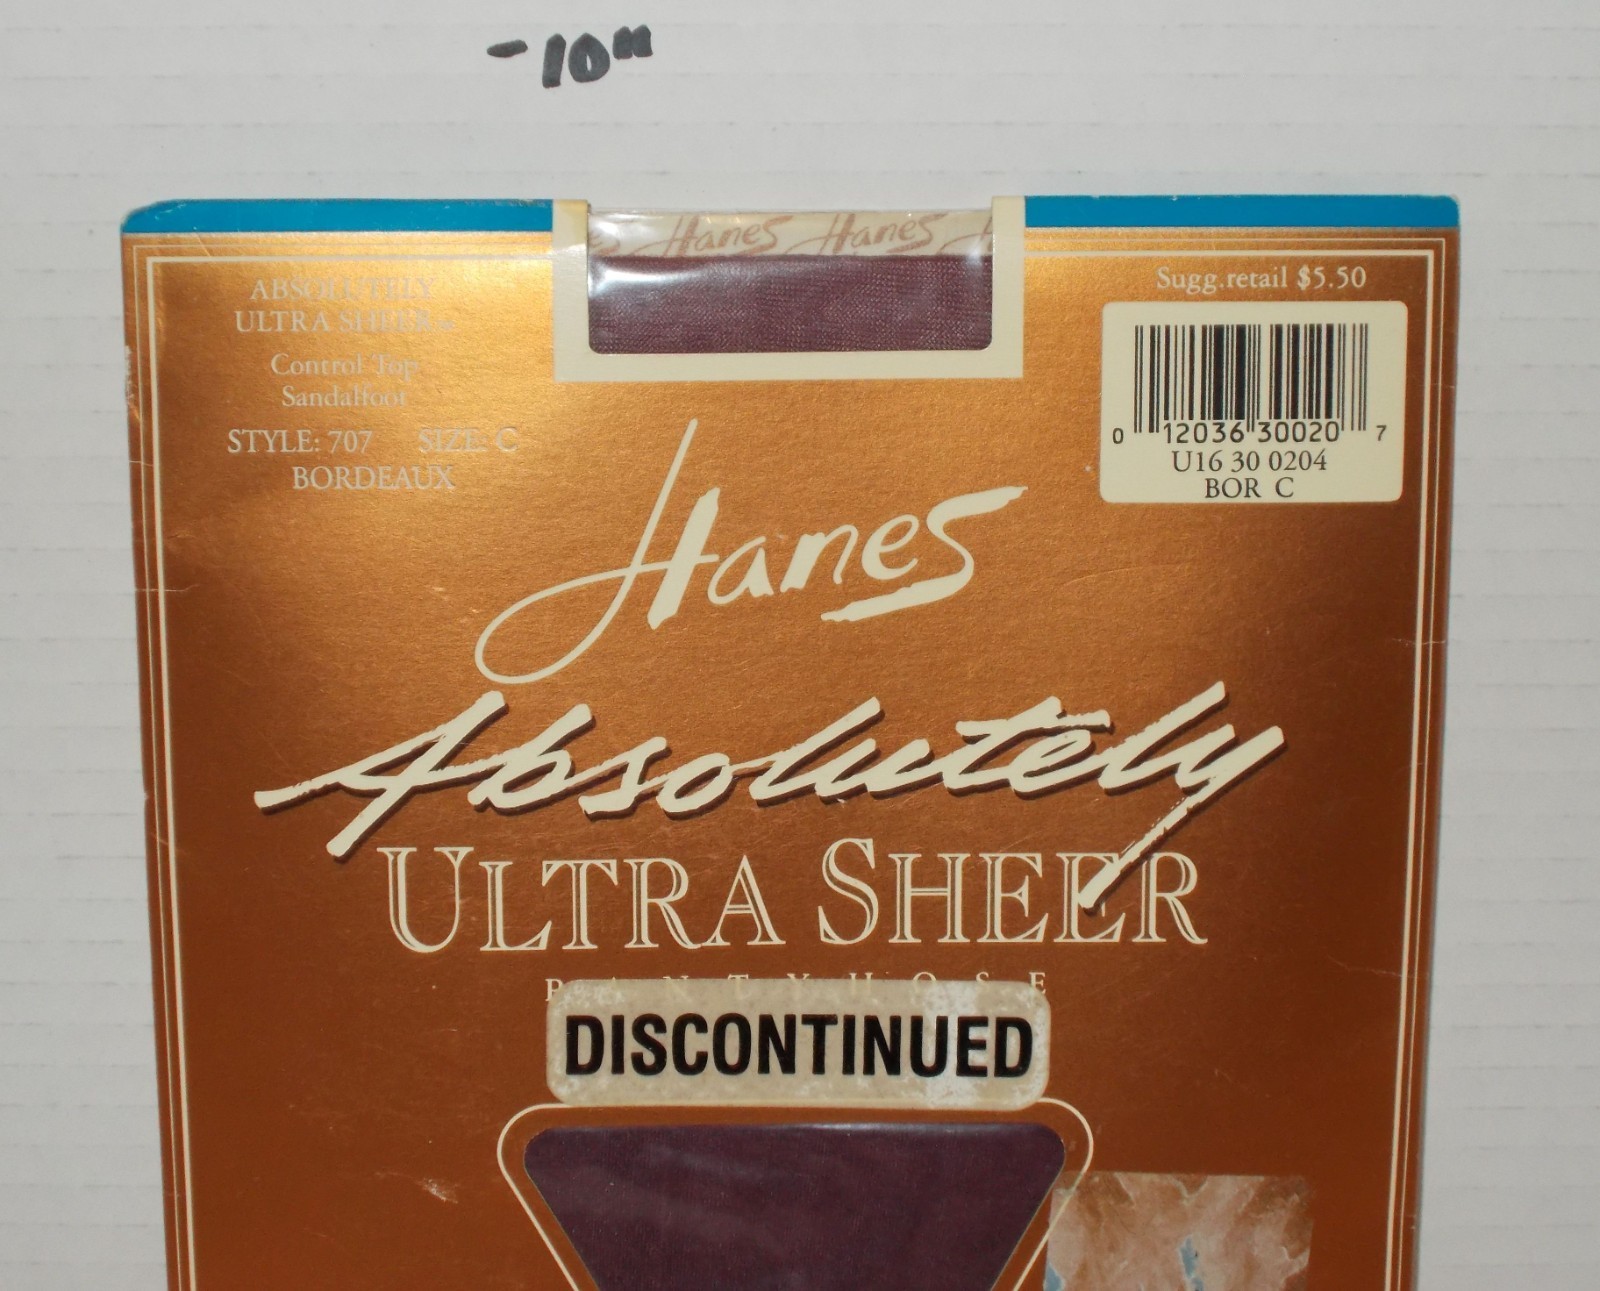 -10"
Hanes Hanes
ABSOLUTELY
ULTRA SHEER
Control Top
Sandalfoot
STYLE: 707 SIZE: C
BORDEAUX
Sugg.retail $5.50
0 12036 30020 7
U16 30 0204
BOR C
Hanes
Absolutely
ULTRA SHEER
PANTYHOSE
DISCONTINUED